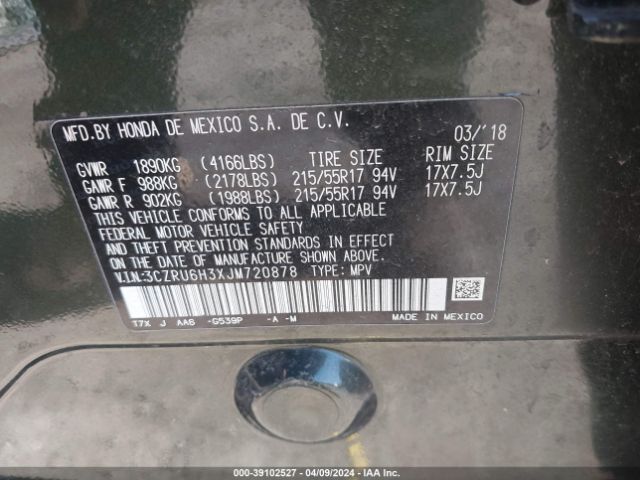 MFD.BY HONDA DE MEXICO S.A. DE C.V. 03/'18
GVWR 1890KG (4166LBS) TIRE SIZE RIM SIZE
GAWR F 988KG (2178LBS) 215/55R17 94V 17X7.5J
GAWR R 902KG (1988LBS) 215/55R17 94V 17X7.5J
THIS VEHICLE CONFORMS TO ALL APPLICABLE
FEDERAL MOTOR VEHICLE SAFETY
AND THEFT PREVENTION STANDARDS IN EFFECT
ON THE DATE OF MANUFACTURE SHOWN ABOVE.
V.I.N.:3CZRU6H3XJM720878 TYPE: MPV
T7X J AA6 -G539P -A -M MADE IN MEXICO
000-39102527 - 04/09/2024 - IAA Inc.